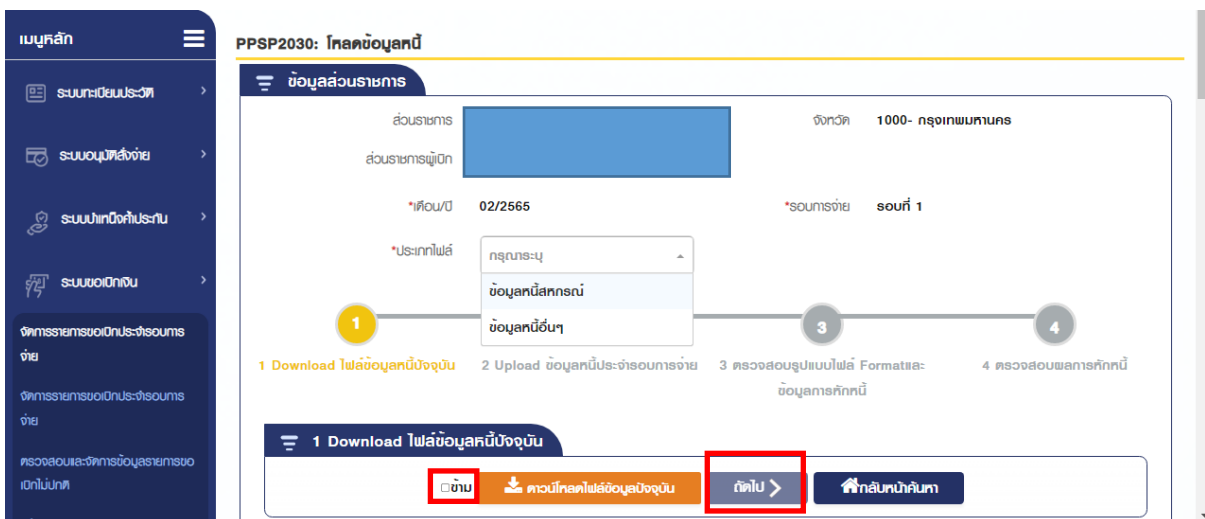 เมนูหลัก
PPSP2030: โหลดข้อมูลหนี้
ข้อมูลส่วนราชการ
ระบบทะเบียนประวัติ
ส่วนราชการ
จังหวัด 1000- กรุงเทพมหานคร
ระบบอนุมัติสั่งจ่าย
ส่วนราชการผู้เบิก
*เดือน/ปี 02/2565
*รอบการจ่าย รอบที่ 1
ระบบบำเหน็จค้ำประกัน
*ประเภทไฟล์ กรุณาระบุ
ระบบขอเบิกเงิน
ข้อมูลหนี้สหกรณ์
ข้อมูลหนี้อื่นๆ
1
3
4
จัดการรายการขอเบิกประจำรอบการ
จ่าย
1 Download ไฟล์ข้อมูลหนี้ปัจจุบัน
2 Upload ข้อมูลหนี้ประจำรอบการจ่าย
3 ตรวจสอบรูปแบบไฟล์ Formatและ
ข้อมูลการหักหนี้
4 ตรวจสอบผลการหักหนี้
จัดการรายการขอเบิกประจำรอบการ
จ่าย
1 Download ไฟล์ข้อมูลหนี้ปัจจุบัน
ตรวจสอบและจัดการข้อมูลรายการขอ
เบิกไม่ปกติ
ข้าม
ดาวน์โหลดไฟล์ข้อมูลปัจจุบัน
ถัดไป
กลับหน้าค้นหา